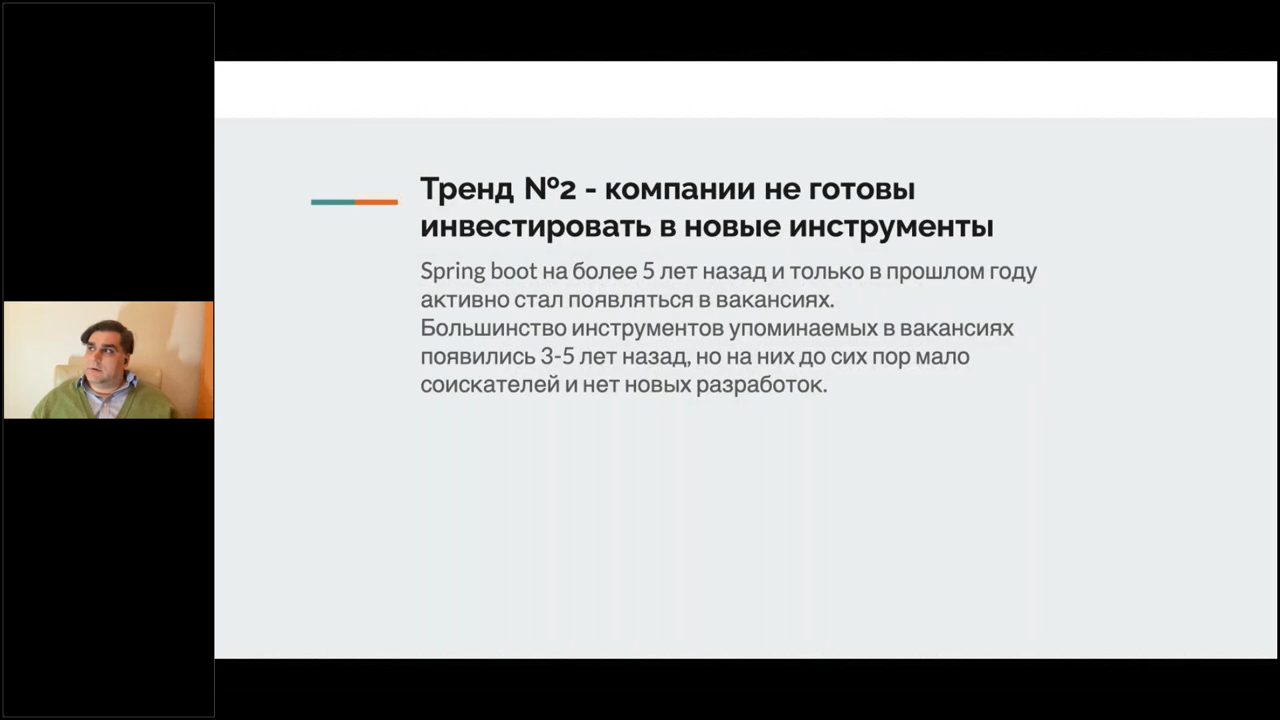 Тренд №2 - компании не готовы
инвестировать в новые инструменты
Spring boot на более 5 лет назад и только в прошлом году
активно стал появляться в вакансиях.
Большинство инструментов упоминаемых в вакансиях
появились 3-5 лет назад, но на них до сих пор мало
соискателей и нет новых разработок.